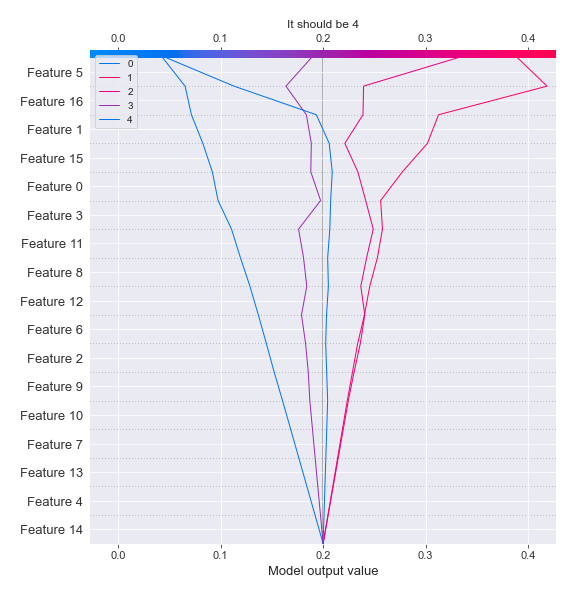 It should be 4
0.0 0.1 0.2 0.3 0.4
0
1
2
3
4
Feature 5
Feature 16
Feature 1
Feature 15
Feature 0
Feature 3
Feature 11
Feature 8
Feature 12
Feature 6
Feature 2
Feature 9
Feature 10
Feature 7
Feature 13
Feature 4
Feature 14
0.0 0.1 0.2 0.3 0.4
Model output value